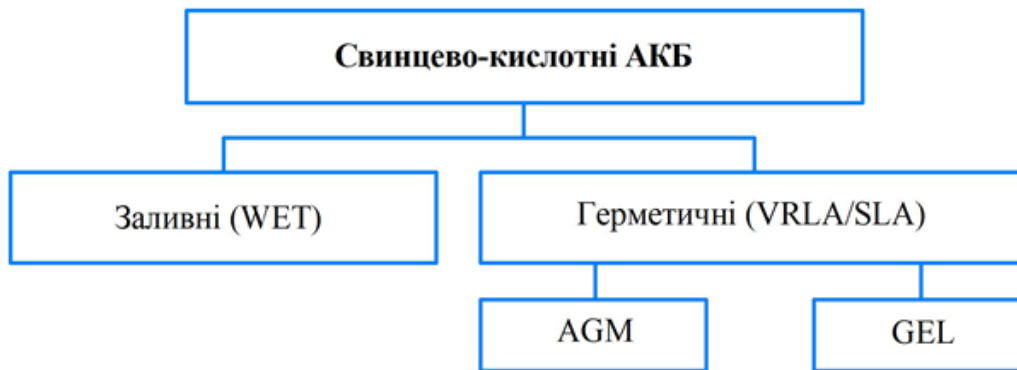 Свинцево-кислотні АКБ
Заливні (WET)
Герметичні (VRLA/SLA)
AGM
GEL